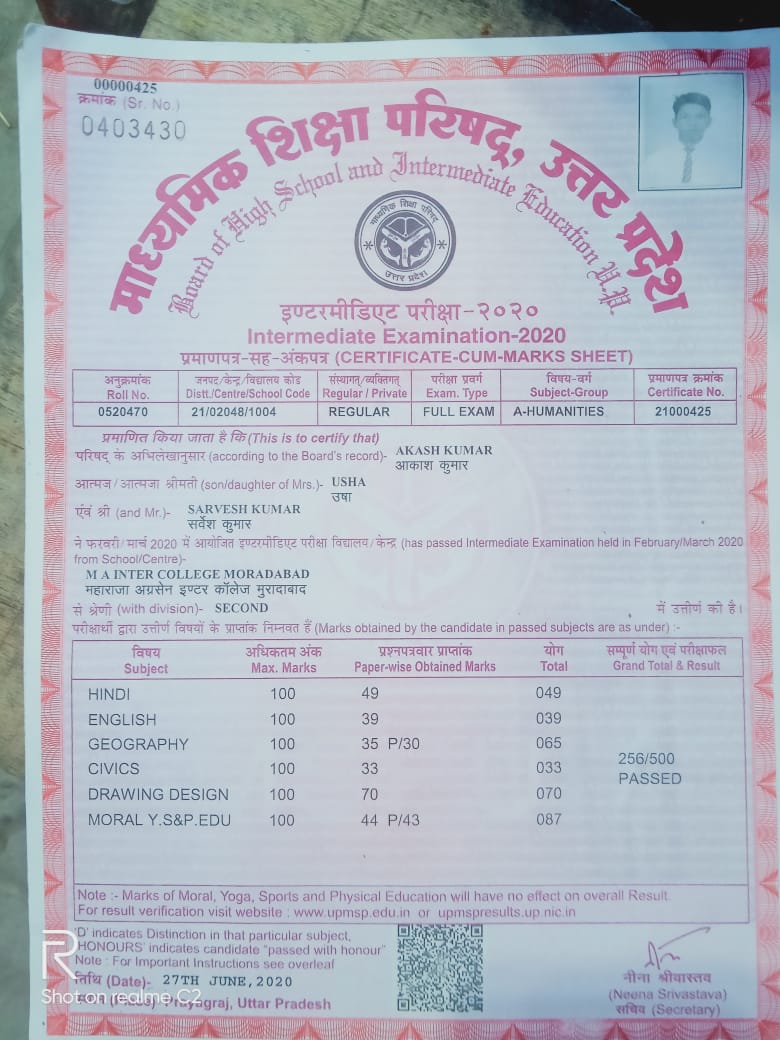 00000425
क्रमांक (Sr. No.)
0403430
माध्यमिक शिक्षा परिषद्, उत्तर प्रदेश
Board of High School and Intermediate Education U.P.
माध्यमिक शिक्षा परिषद्
उत्तर प्रदेश
इण्टरमीडिएट परीक्षा-२०२०
Intermediate Examination-2020
प्रमाणपत्र-सह-अंकपत्र (CERTIFICATE-CUM-MARKS SHEET)
अनुक्रमांक जनपद/केन्द्र/विद्यालय कोड संस्थागत्/व्यक्तिगत् परीक्षा प्रवर्ग विषय-वर्ग प्रमाणपत्र क्रमांक
Roll No. Distt./Centre/School Code Regular / Private Exam. Type Subject-Group Certificate No.
0520470 21/02048/1004 REGULAR FULL EXAM A-HUMANITIES 21000425
प्रमाणित किया जाता है कि (This is to certify that)
परिषद् के अभिलेखानुसार (according to the Board's record)- AKASH KUMAR
आकाश कुमार
आत्मज/आत्मजा श्रीमती (son/daughter of Mrs.)- USHA
उषा
एवं श्री (and Mr.)- SARVESH KUMAR
सर्वेश कुमार
ने फरवरी/मार्च 2020 में आयोजित इण्टरमीडिएट परीक्षा विद्यालय/केन्द्र (has passed Intermediate Examination held in February/March 2020
from School/Centre)-
M A INTER COLLEGE MORADABAD
महाराजा अग्रसेन इण्टर कॉलेज मुरादाबाद
से श्रेणी (with division)- SECOND में उत्तीर्ण की है।
परीक्षार्थी द्वारा उत्तीर्ण विषयों के प्राप्तांक निम्नवत हैं (Marks obtained by the candidate in passed subjects are as under) :-
विषय अधिकतम अंक प्रश्नपत्रवार प्राप्तांक योग सम्पूर्ण योग एवं परीक्षाफल
Subject Max. Marks Paper-wise Obtained Marks Total Grand Total & Result
HINDI 100 49 049
ENGLISH 100 39 039
GEOGRAPHY 100 35 P/30 065
256/500
CIVICS 100 33 033
PASSED
DRAWING DESIGN 100 70 070
MORAL Y.S&P.EDU 100 44 P/43 087
Note :- Marks of Moral, Yoga, Sports and Physical Education will have no effect on overall Result.
For result verification visit website : www.upmsp.edu.in or upmspresults.up.nic.in
'D' indicates Distinction in that particular subject,
HONOURS' indicates candidate "passed with honour"
Note : For Important Instructions see overleaf
तिथि (Date)- 27TH JUNE, 2020
Prayagraj, Uttar Pradesh
नीना श्रीवास्तव
(Neena Srivastava)
सचिव (Secretary)
R
Shot on realme C2